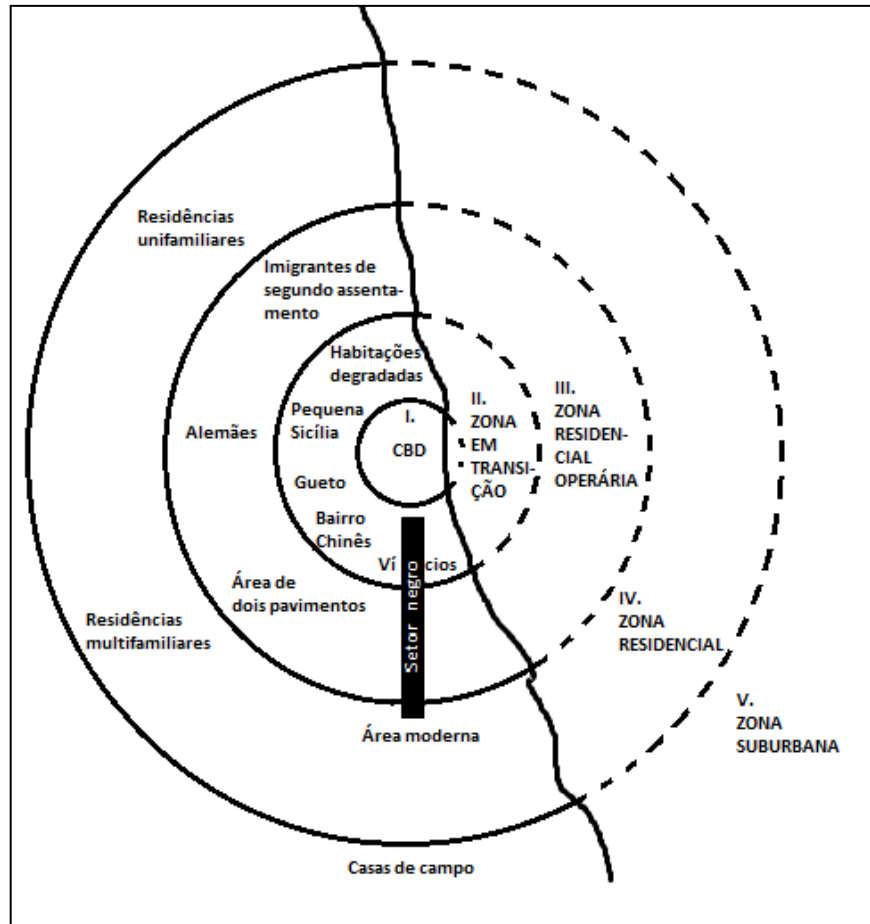 Residências
unifamiliares
Imigrantes de
segundo assenta-
mento
Habitações
degradadas
Pequena
Sicília
Alemães
Gueto
Bairro
Chinês
Ví cios
Área de
dois pavimentos
Residências
multifamiliares
Setor negro
Área moderna
Casas de campo
I.
CBD
II.
ZONA
EM
TRANSI-
ÇÃO
III.
ZONA
RESIDEN-
CIAL
OPERÁRIA
IV.
ZONA
RESIDENCIAL
V.
ZONA
SUBURBANA